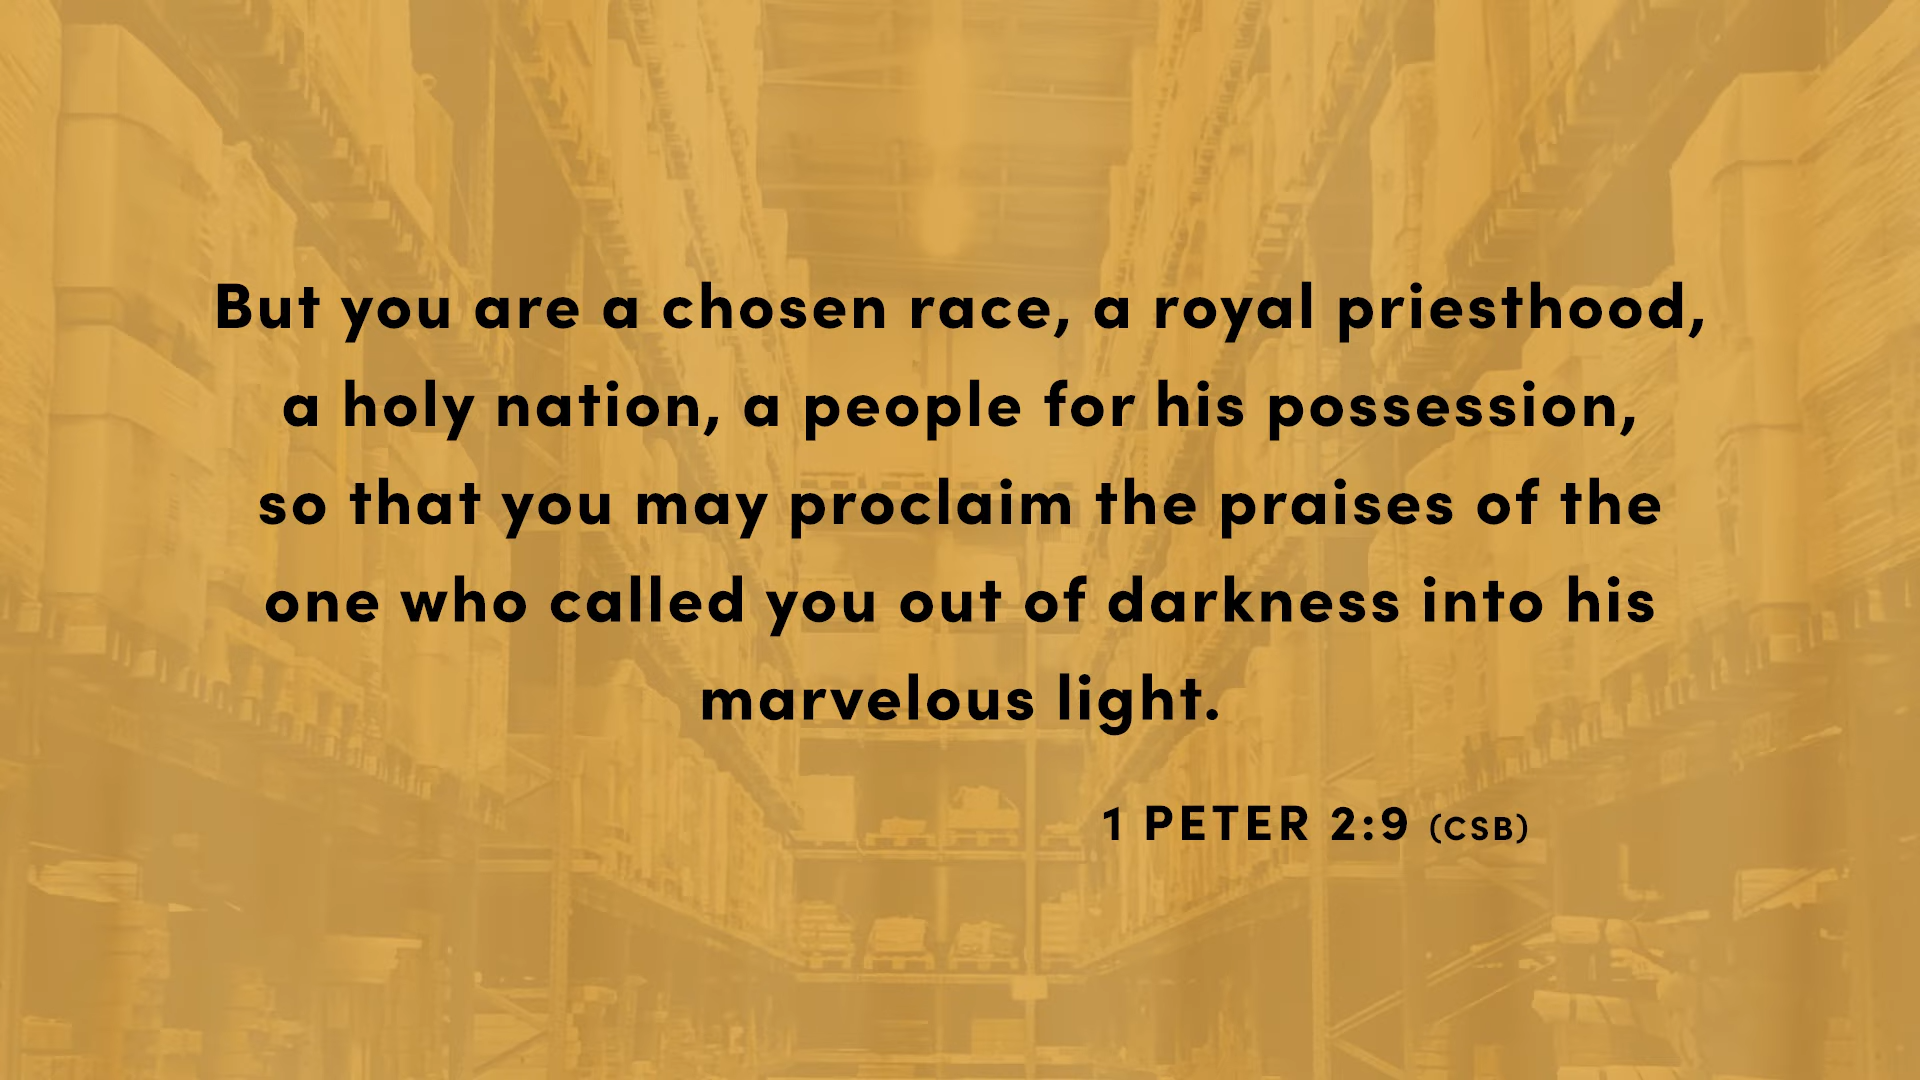 But you are a chosen race, a royal priesthood,
a holy nation, a people for his possession,
so that you may proclaim the praises of the
one who called you out of darkness into his
marvelous light.
1 PETER 2:9 (CSB)